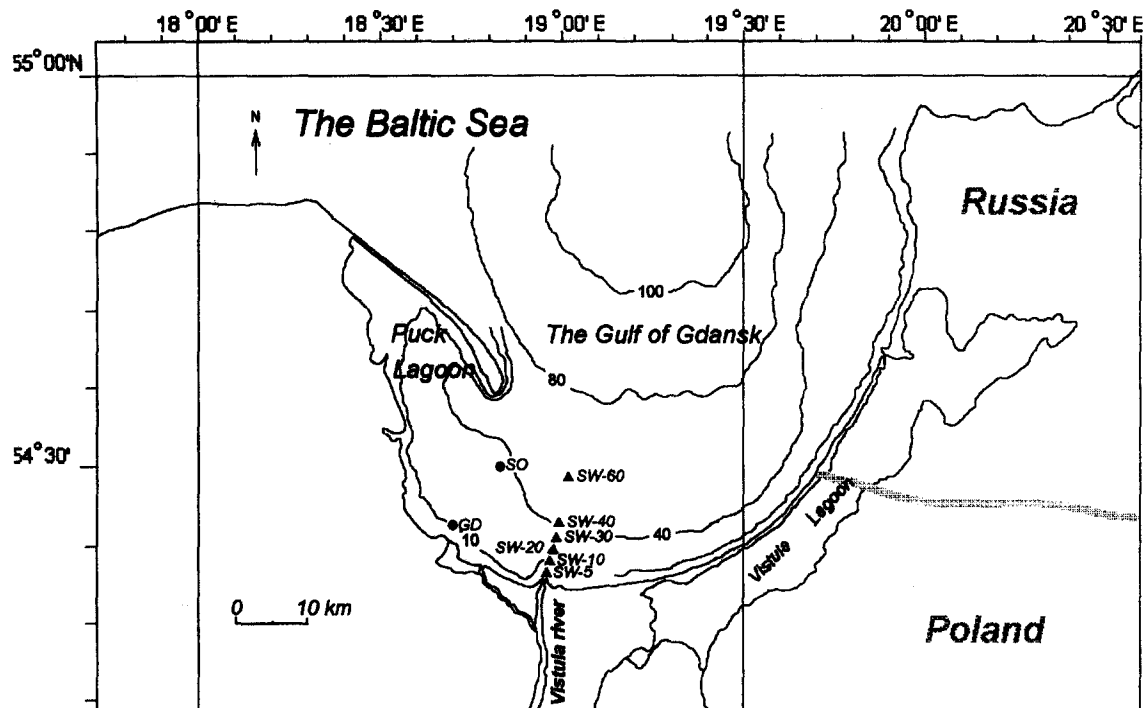 18°00' E 18°30' E 19°00' E 19°30' E 20°00' E 20°30' E
55°00'N
N
The Baltic Sea
Russia
100
Puck
Lagoon
The Gulf of Gdansk
80
54°30'
SO
SW-60
GD
10
SW-40
SW-30
40
SW-20
SW-10
SW-5
Vistule Lagoon
0 10 km
Vistula river
Poland